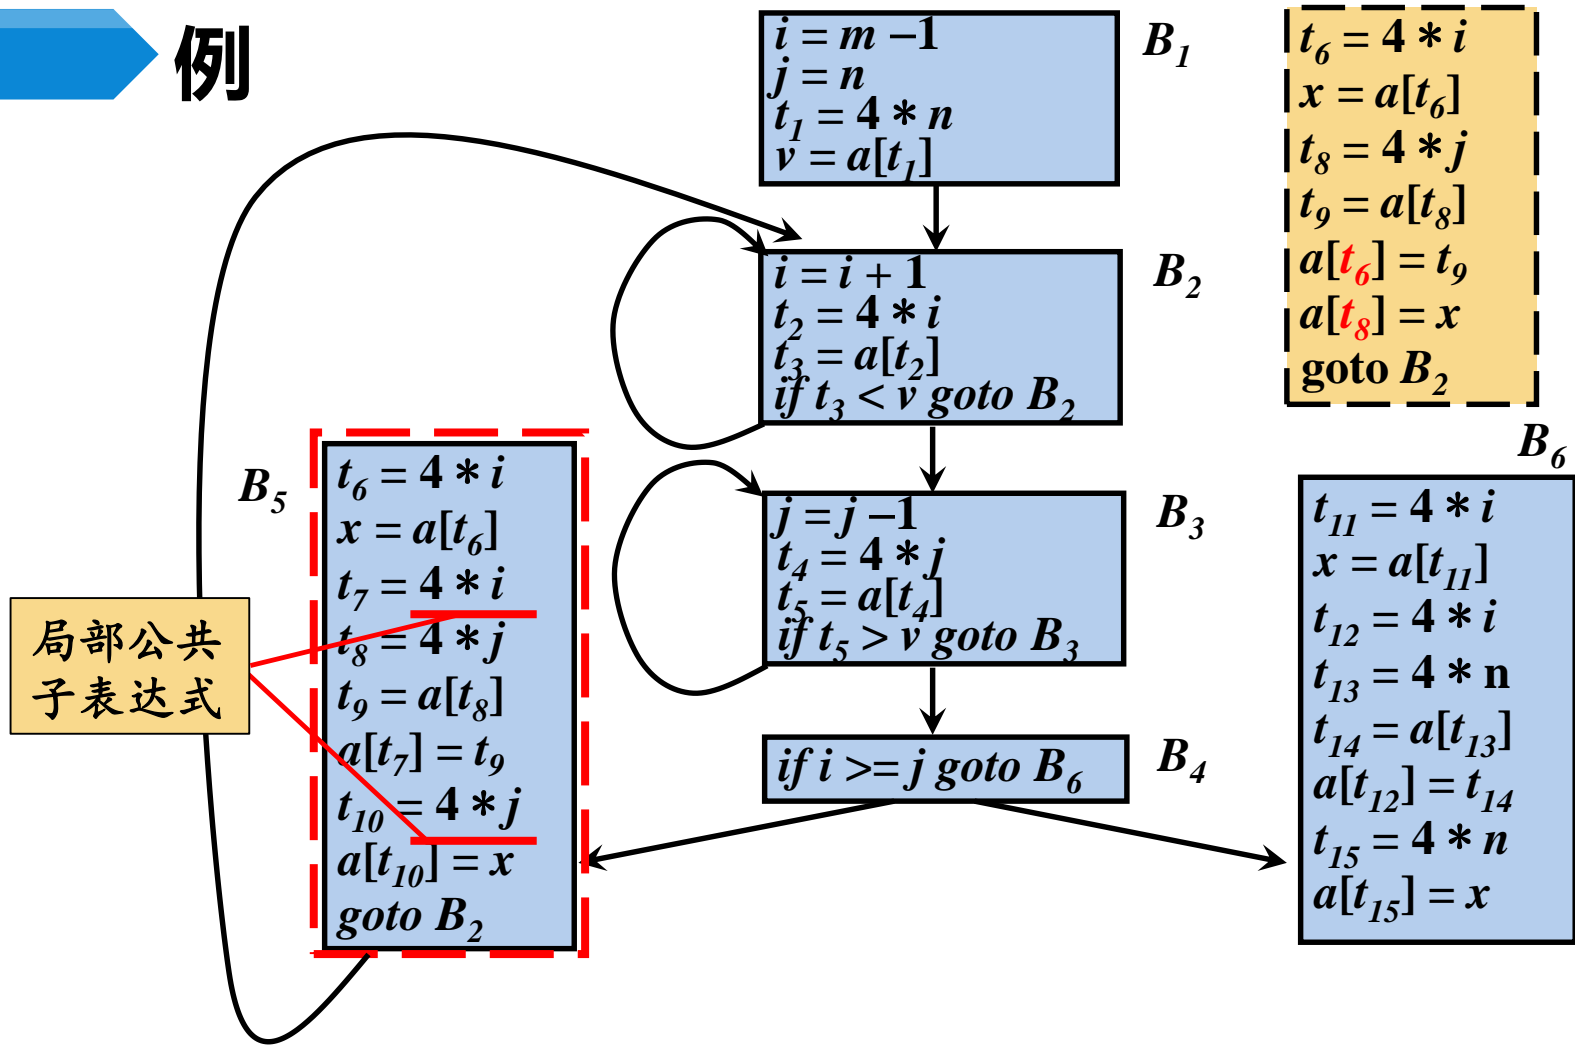 例
i = m −1
j = n
t1 = 4 * n
v = a[t1]
B1
t6 = 4 * i
x = a[t6]
t8 = 4 * j
t9 = a[t8]
a[t6] = t9
a[t8] = x
goto B2
i = i + 1
t2 = 4 * i
t3 = a[t2]
if t3 < v goto B2
B2
B5
t6 = 4 * i
x = a[t6]
t7 = 4 * i
t8 = 4 * j
t9 = a[t8]
a[t7] = t9
t10 = 4 * j
a[t10] = x
goto B2
局部公共
子表达式
j = j −1
t4 = 4 * j
t5 = a[t4]
if t5 > v goto B3
B3
if i >= j goto B6
B4
B6
t11 = 4 * i
x = a[t11]
t12 = 4 * i
t13 = 4 * n
t14 = a[t13]
a[t12] = t14
t15 = 4 * n
a[t15] = x